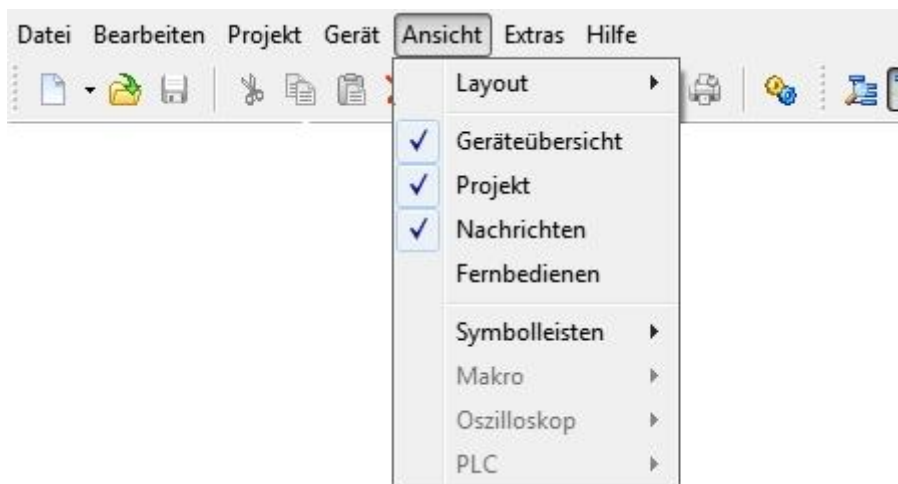 Datei Bearbeiten Projekt Gerät Ansicht Extras Hilfe
Layout
Geräteübersicht
Projekt
Nachrichten
Fernbedienen
Symbolleisten
Makro
Oszilloskop
PLC